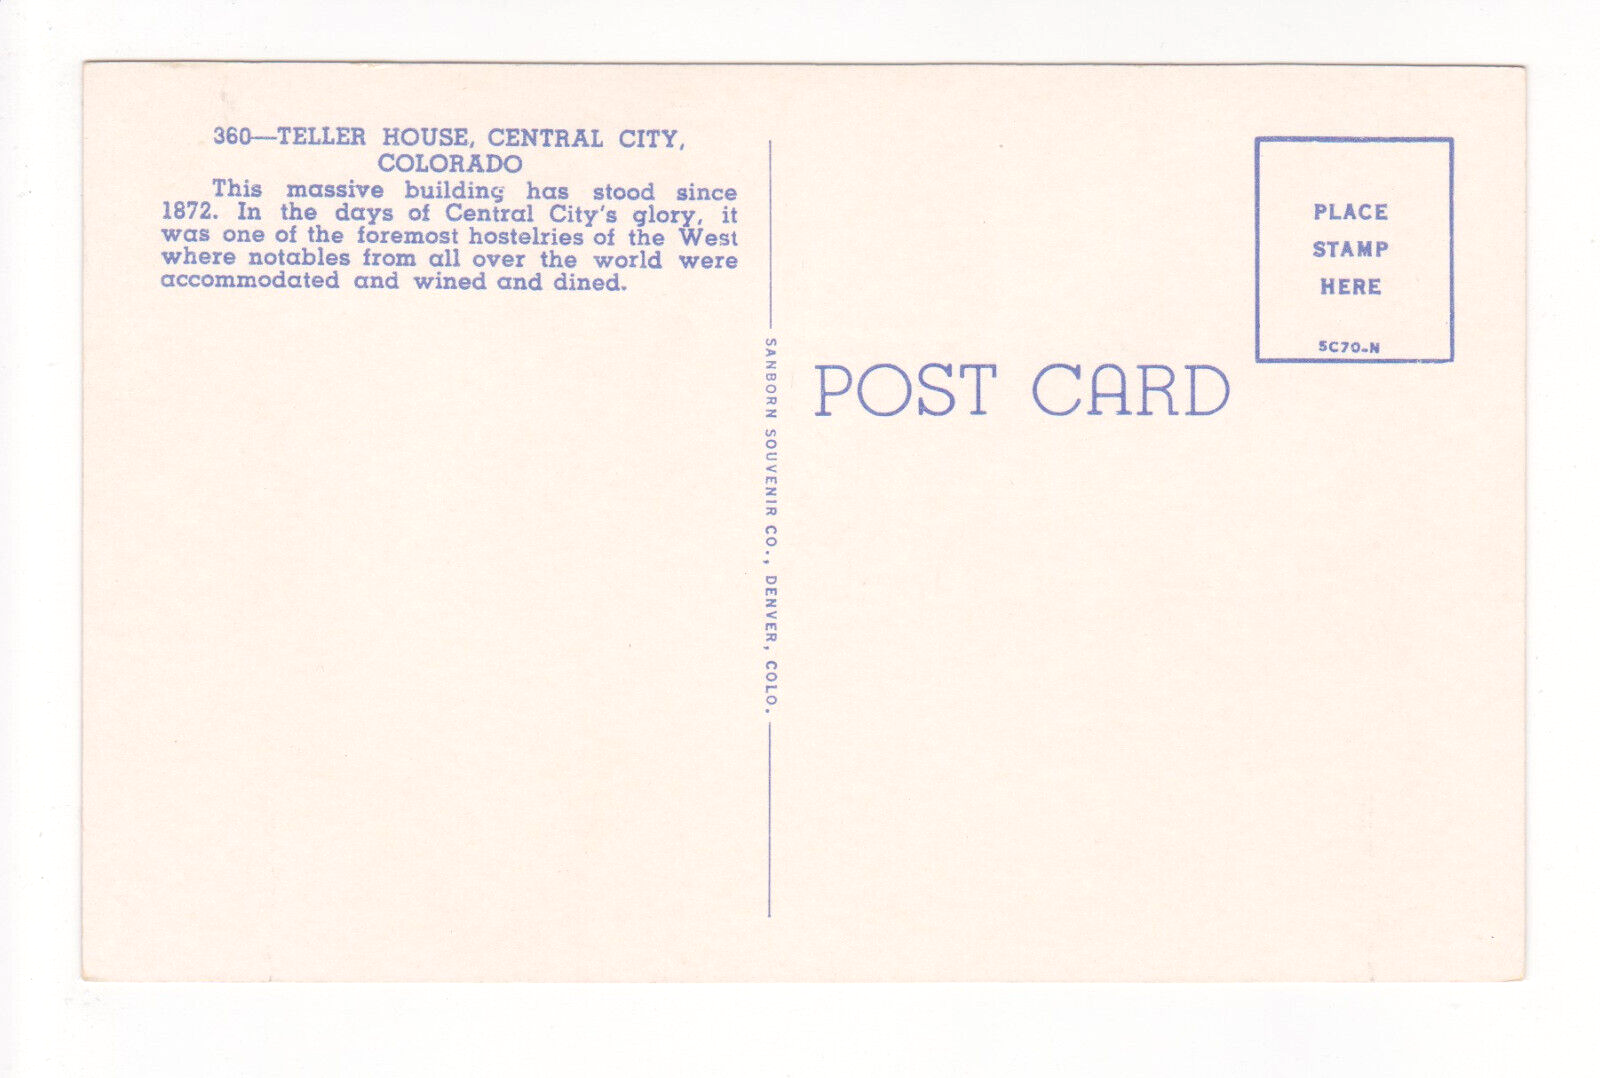 360—TELLER HOUSE, CENTRAL CITY,
COLORADO
This massive building has stood since
1872. In the days of Central City's glory, it
was one of the foremost hostelries of the West
where notables from all over the world were
accommodated and wined and dined.
SANBORN SOUVENIR CO., DENVER, COLO.
POST CARD
PLACE
STAMP
HERE
5C70-N